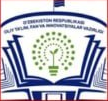 O'ZBEKISTON RESPUBLIKASI
OLIY TA'LIM, FAN VA INNOVATSIYALAR VAZIRLIGI